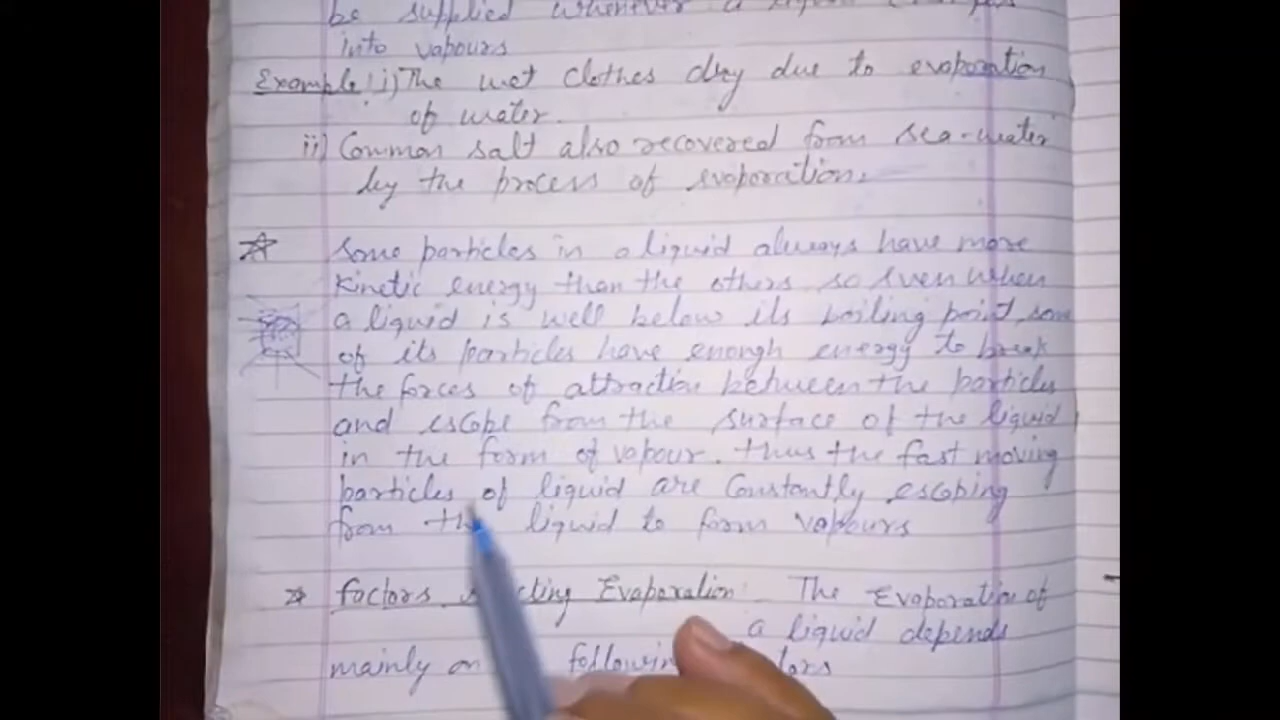 be supplied whenever a liquid
into vapours
Example: i) The wet clothes dry due to evaporation
of water.
ii) Common salt also recovered from sea-water
by the process of evaporation.
Some particles in a liquid always have more
kinetic energy than the others so even when
a liquid is well below its boiling point, some
of its particles have enough energy to break
the forces of attraction between the particles
and escape from the surface of the liquid
in the form of vapour. Thus the fast moving
particles of liquid are constantly escaping
from the liquid to form vapours
Factors Evaporation The Evaporation of
a liquid depends
mainly on